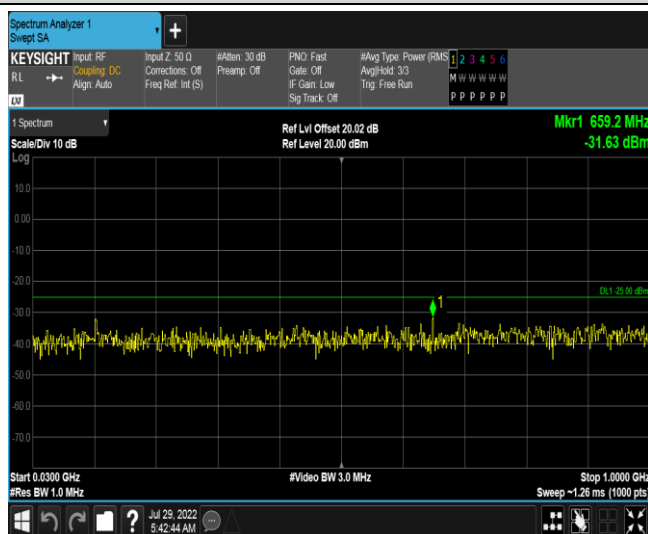 Spectrum Analyzer 1
Swept SA
+
KEYSIGHT
RL
LXI
Input: RF
Coupling: DC
Align: Auto
Input Z: 50 Ω
Corrections: Off
Freq Ref: Int (S)
#Atten: 30 dB
Preamp: Off
PNO: Fast
Gate: Off
IF Gain: Low
Sig Track: Off
#Avg Type: Power (RMS
Avg|Hold: 3/3
Trig: Free Run
1 2 3 4 5 6
M W W W W W
P P P P P P
1 Spectrum
Scale/Div 10 dB
Ref Lvl Offset 20.02 dB
Ref Level 20.00 dBm
Mkr1 659.2 MHz
-31.63 dBm
Log
10.0
0.00
-10.0
-20.0
-30.0
-40.0
-50.0
-60.0
-70.0
DL1 -25.00 dBm
1
Start 0.0300 GHz
#Res BW 1.0 MHz
#Video BW 3.0 MHz
Stop 1.0000 GHz
Sweep ~1.26 ms (1000 pts)
?
Jul 29, 2022
5:42:44 AM